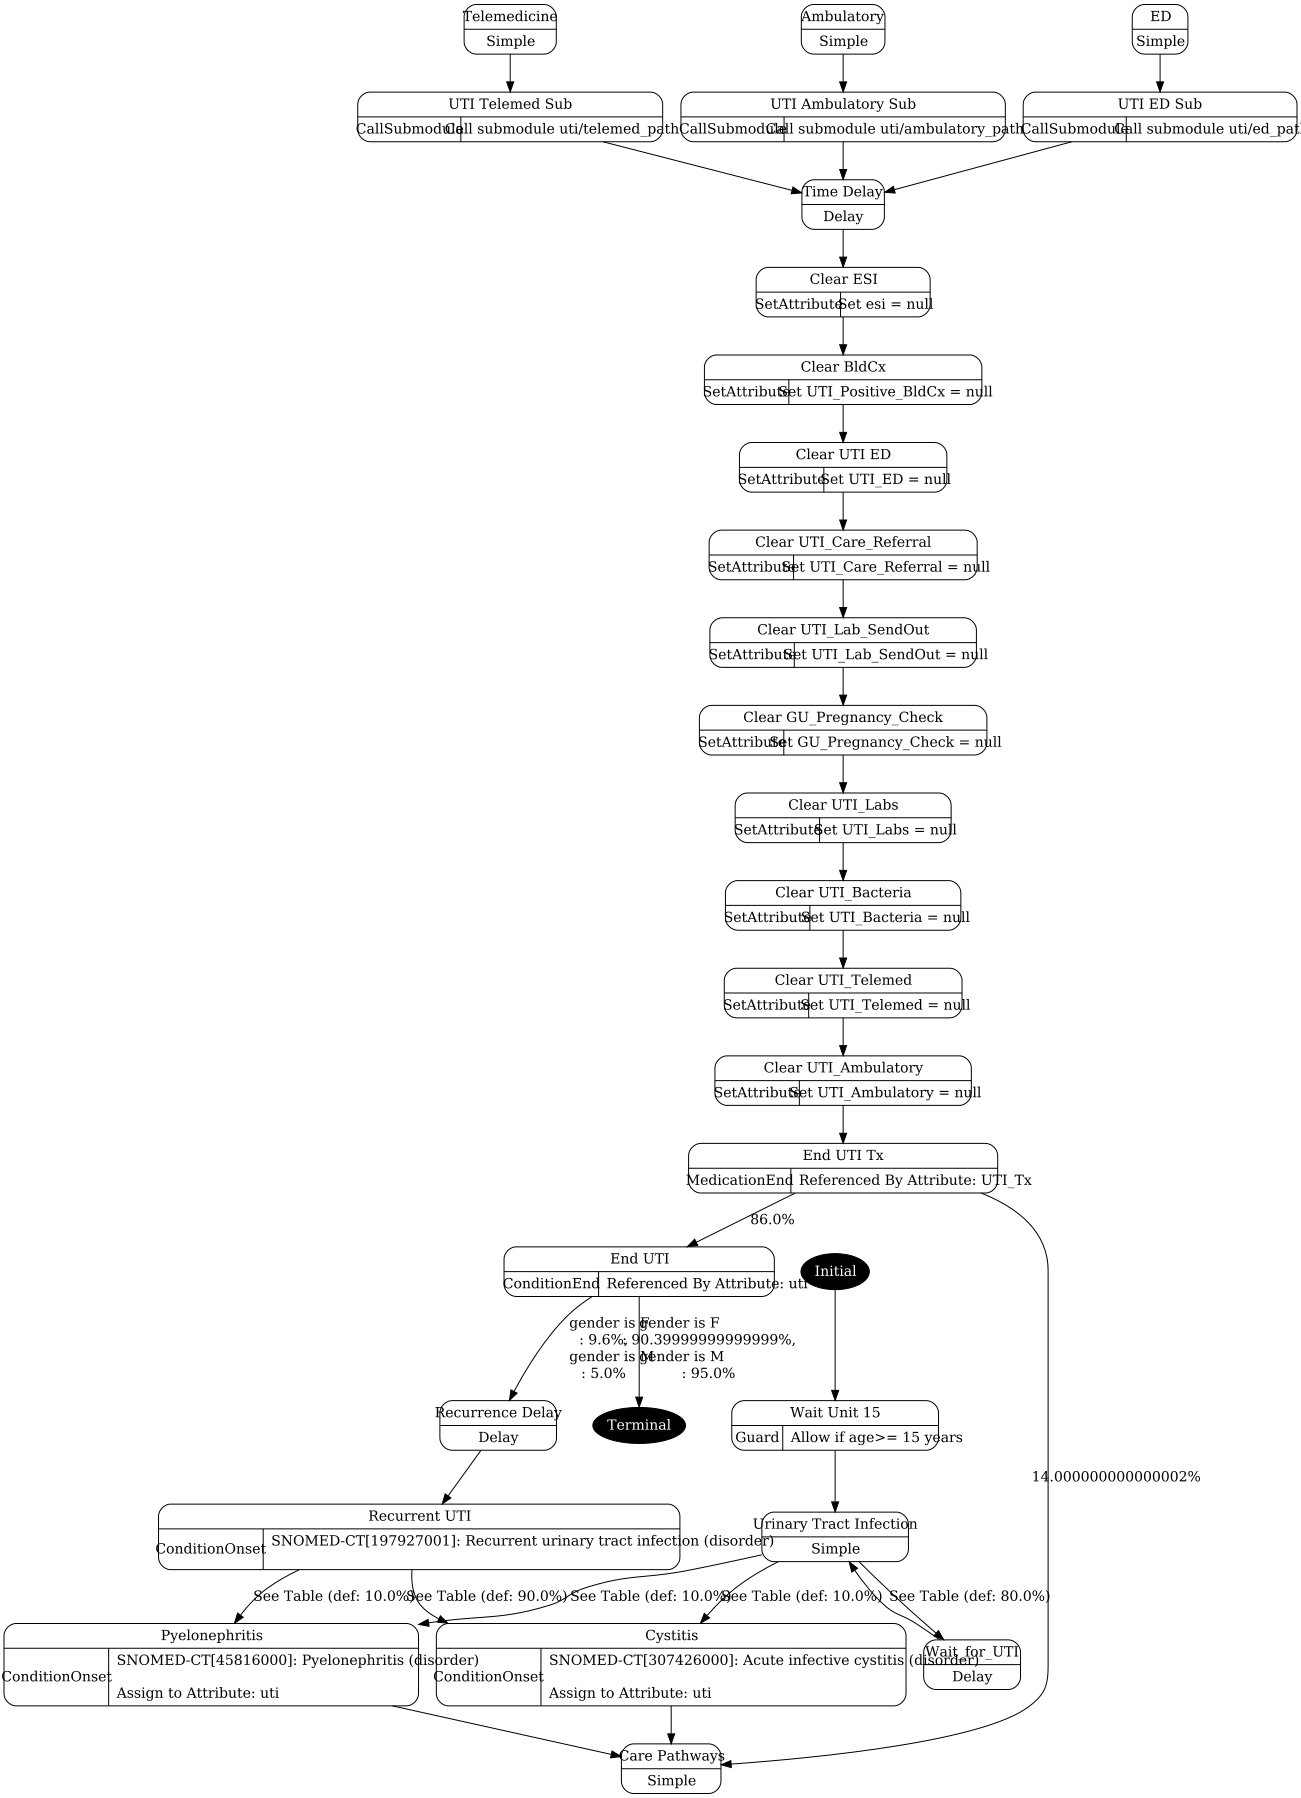 Telemedicine
Simple
Ambulatory
Simple
ED
Simple
UTI Telemed Sub
CallSubmodule Call submodule uti/telemed_path
UTI Ambulatory Sub
CallSubmodule Call submodule uti/ambulatory_path
UTI ED Sub
CallSubmodule Call submodule uti/ed_pat
Time Delay
Delay
Clear ESI
SetAttribute Set esi = null
Clear BldCx
SetAttribute Set UTI_Positive_BldCx = null
Clear UTI ED
SetAttribute Set UTI_ED = null
Clear UTI_Care_Referral
SetAttribute Set UTI_Care_Referral = null
Clear UTI_Lab_SendOut
SetAttribute Set UTI_Lab_SendOut = null
Clear GU_Pregnancy_Check
SetAttribute Set GU_Pregnancy_Check = null
Clear UTI_Labs
SetAttribute Set UTI_Labs = null
Clear UTI_Bacteria
SetAttribute Set UTI_Bacteria = null
Clear UTI_Telemed
SetAttribute Set UTI_Telemed = null
Clear UTI_Ambulatory
SetAttribute Set UTI_Ambulatory = null
End UTI Tx
MedicationEnd Referenced By Attribute: UTI_Tx
86.0%
End UTI
ConditionEnd Referenced By Attribute: uti
Initial
gender is F
: 9.6%,
gender is M
: 5.0%
gender is F
: 90.39999999999999%,
gender is M
: 95.0%
Recurrence Delay
Delay
Terminal
Wait Unit 15
Guard Allow if age>= 15 years
14.000000000000002%
Recurrent UTI
ConditionOnset SNOMED-CT[197927001]: Recurrent urinary tract infection (disorder)
Urinary Tract Infection
Simple
See Table (def: 10.0%)
See Table (def: 90.0%)
See Table (def: 10.0%)
See Table (def: 10.0%)
See Table (def: 80.0%)
Pyelonephritis
ConditionOnset SNOMED-CT[45816000]: Pyelonephritis (disorder)
Assign to Attribute: uti
Cystitis
ConditionOnset SNOMED-CT[307426000]: Acute infective cystitis (disorder)
Assign to Attribute: uti
Wait_for_UTI
Delay
Care Pathways
Simple